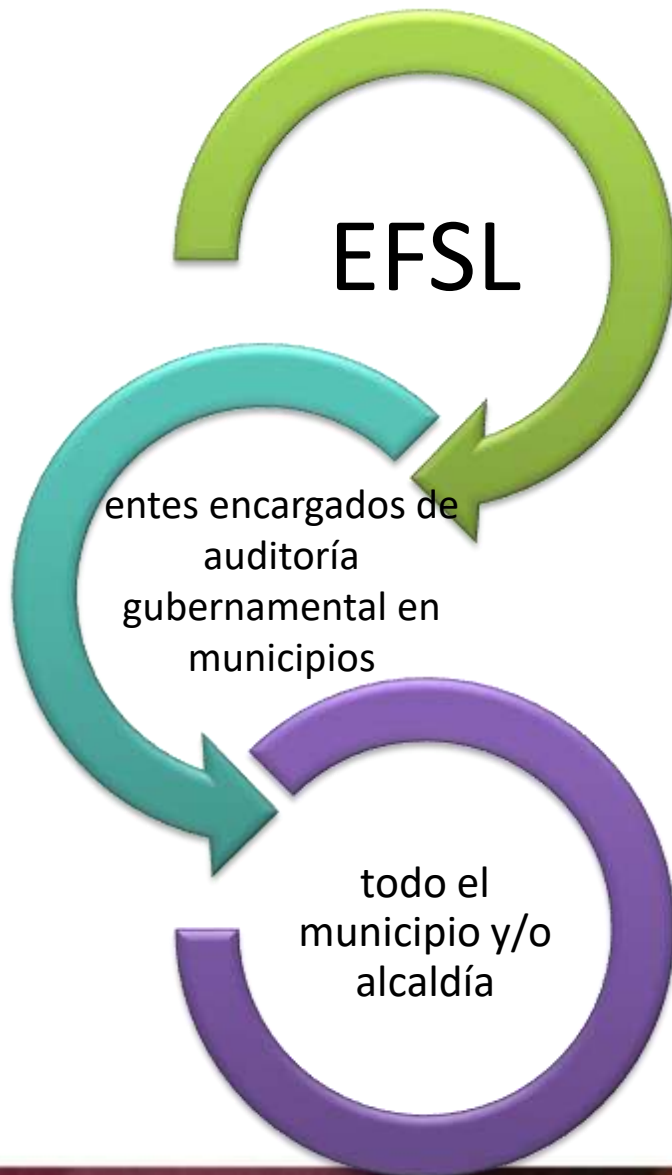 EFSL
entes encargados de
auditoría
gubernamental en
municipios
todo el
municipio y/o
alcaldía